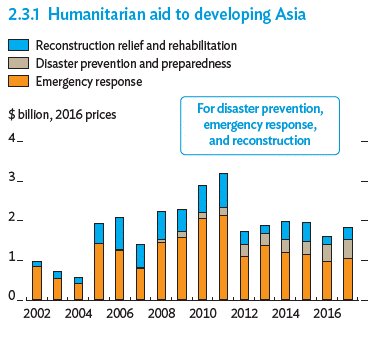 2.3.1 Humanitarian aid to developing Asia
Reconstruction relief and rehabilitation
Disaster prevention and preparedness
Emergency response
$ billion, 2016 prices
For disaster prevention,
emergency response,
and reconstruction
4
3
2
1
0
2002 2004 2006 2008 2010 2012 2014 2016